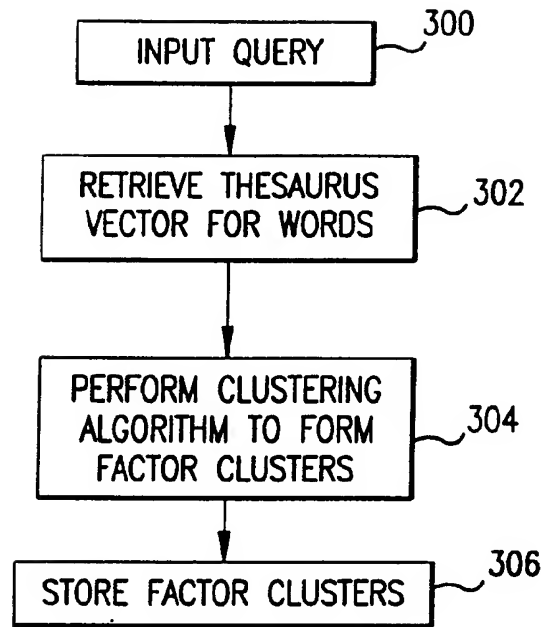 INPUT QUERY
300
RETRIEVE THESAURUS
VECTOR FOR WORDS
302
PERFORM CLUSTERING
ALGORITHM TO FORM
FACTOR CLUSTERS
304
STORE FACTOR CLUSTERS
306